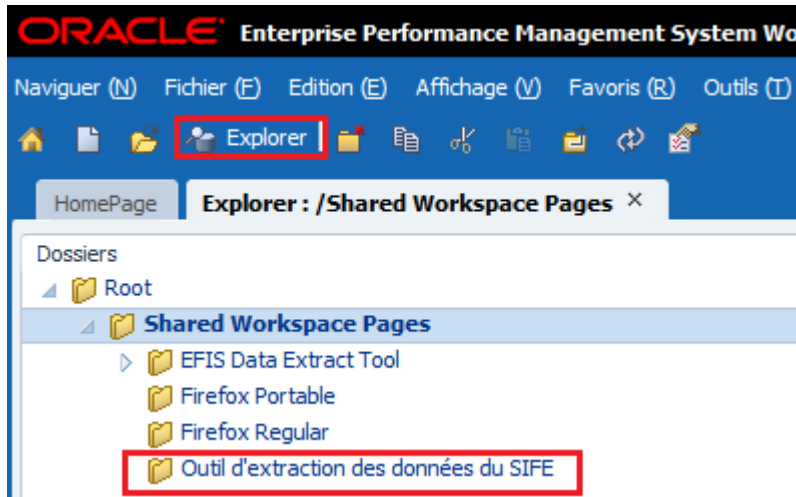 ORACLE Enterprise Performance Management System Wo
Naviguer (N) Fichier (F) Edition (E) Affichage (V) Favoris (R) Outils (T)
Explorer
HomePage Explorer : /Shared Workspace Pages ×
Dossiers
Root
Shared Workspace Pages
EFIS Data Extract Tool
Firefox Portable
Firefox Regular
Outil d'extraction des données du SIFE